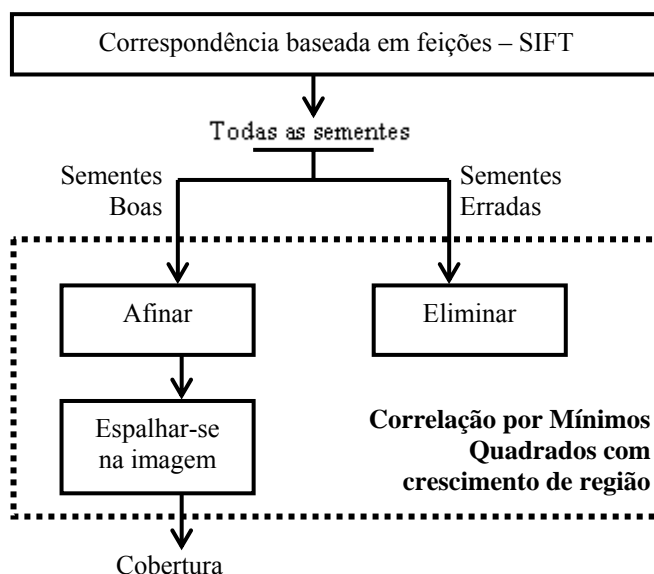 Correspondência baseada em feições – SIFT
Todas as sementes
Sementes
Boas
Sementes
Erradas
Afinar
Eliminar
Espalhar-se
na imagem
Correlação por Mínimos
Quadrados com
crescimento de região
Cobertura